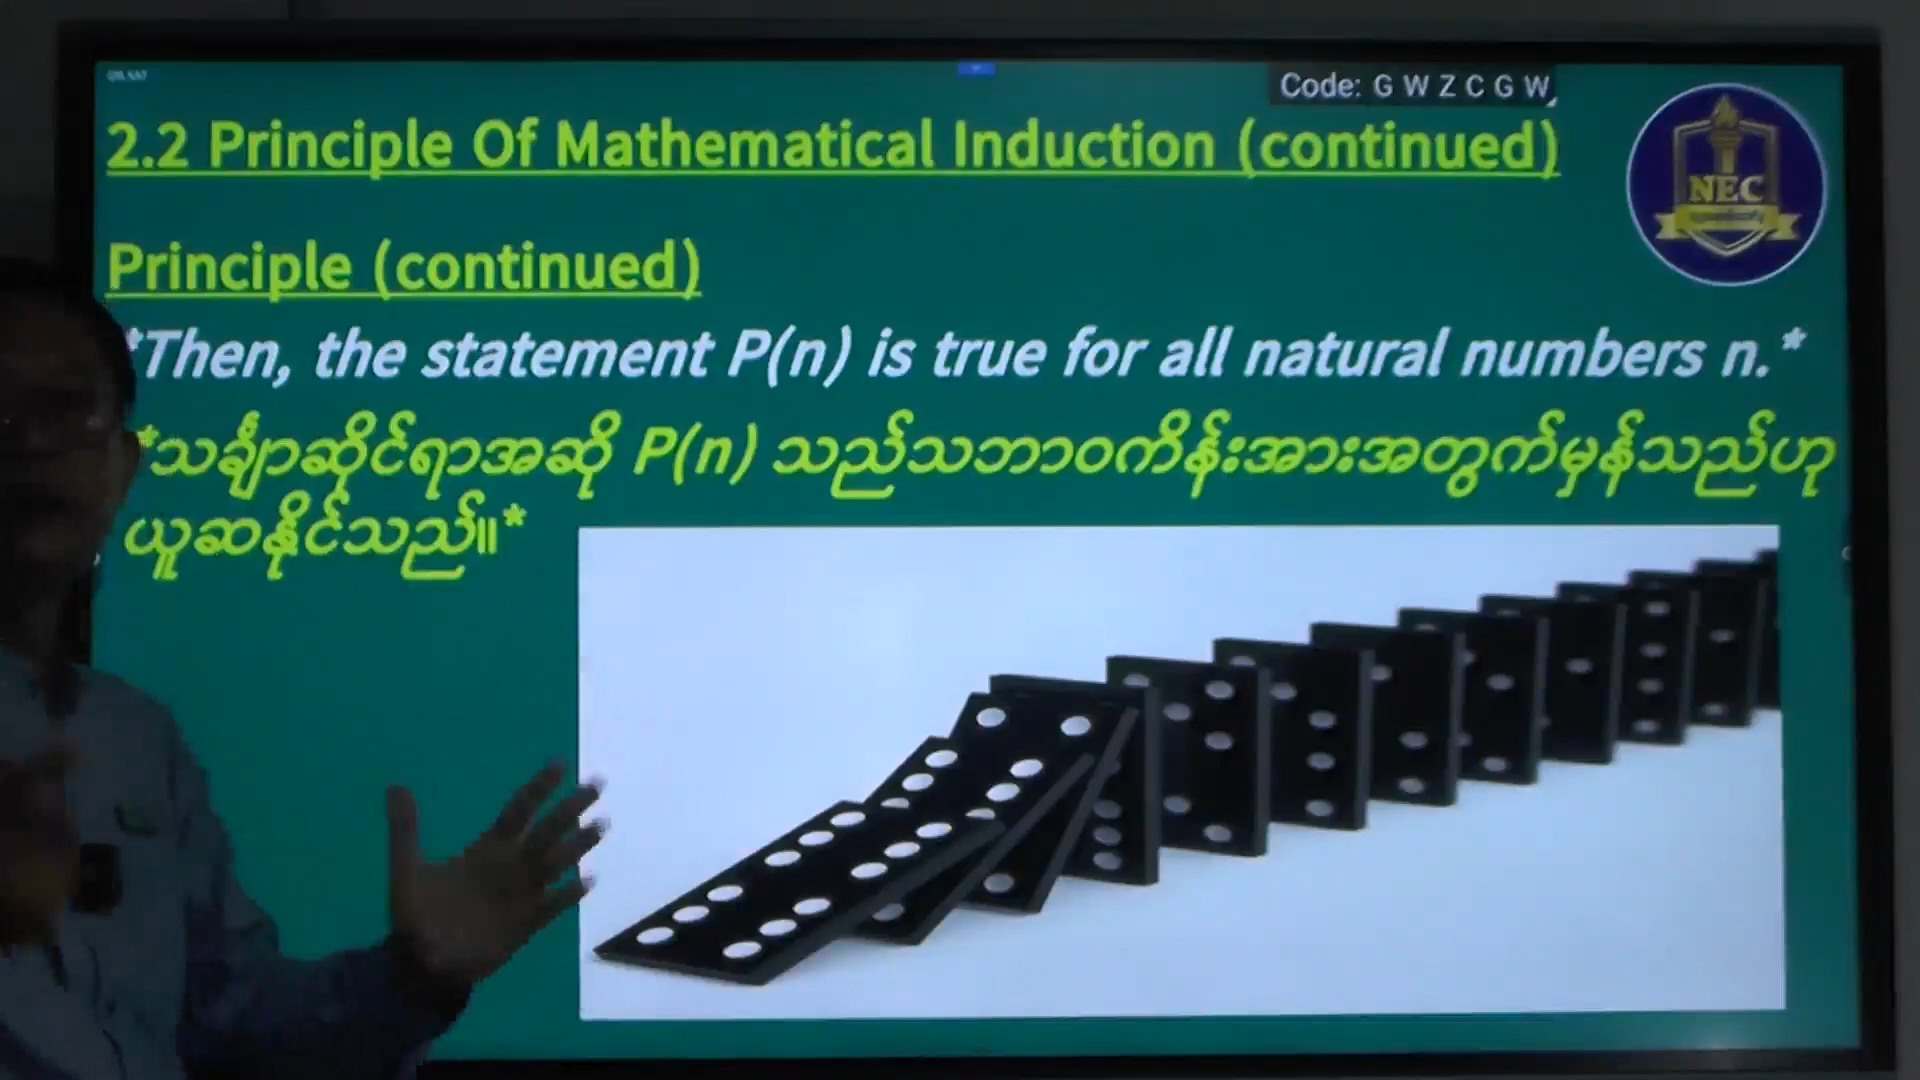 Code: G W Z C G W
2.2 Principle Of Mathematical Induction (continued)
NEC
Principle (continued)
*Then, the statement P(n) is true for all natural numbers n.*
*သင်္ချာဆိုင်ရာအဆို P(n) သည်သဘာဝကိန်းအားအတွက်မှန်သည်ဟု
ယူဆနိုင်သည်။*